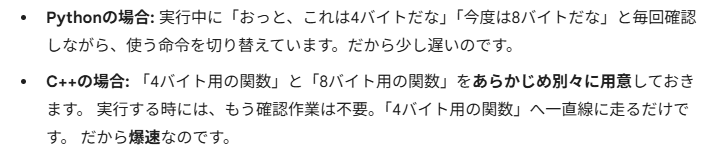 • Pythonの場合: 実行中に「おっと、これは4バイトだな」「今度は8バイトだな」と毎回確認
しながら、使う命令を切り替えています。だから少し遅いのです。
• C++の場合: 「4バイト用の関数」と「8バイト用の関数」をあらかじめ別々に用意しておき
ます。 実行する時には、もう確認作業は不要。「4バイト用の関数」へ一直線に走るだけで
す。 だから爆速なのです。